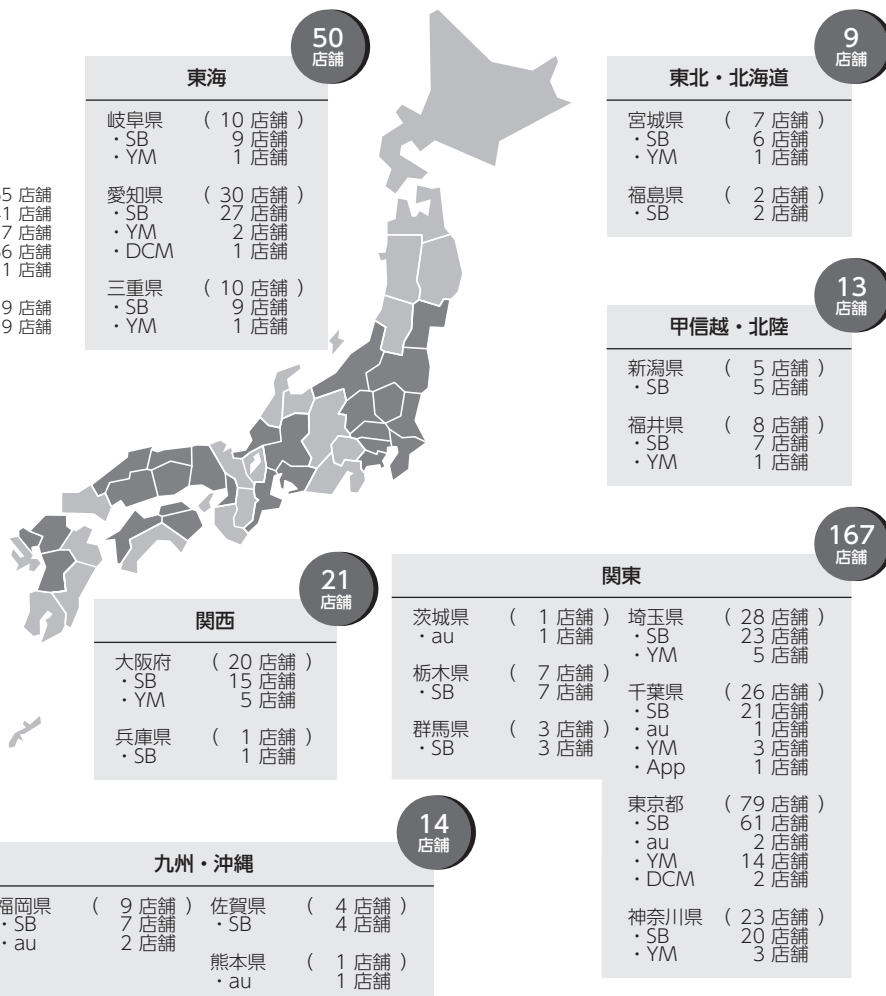 50
店舗
東海
岐阜県 ( 10 店舗 )
・SB 9 店舗
・YM 1 店舗
愛知県 ( 30 店舗 )
・SB 27 店舗
・YM 2 店舗
・DCM 1 店舗
三重県 ( 10 店舗 )
・SB 9 店舗
・YM 1 店舗
5 店舗
1 店舗
7 店舗
6 店舗
1 店舗
9 店舗
9 店舗
9
店舗
東北・北海道
宮城県 ( 7 店舗 )
・SB 6 店舗
・YM 1 店舗
福島県 ( 2 店舗 )
・SB 2 店舗
13
店舗
甲信越・北陸
新潟県 ( 5 店舗 )
・SB 5 店舗
福井県 ( 8 店舗 )
・SB 7 店舗
・YM 1 店舗
21
店舗
関西
大阪府 ( 20 店舗 )
・SB 15 店舗
・YM 5 店舗
兵庫県 ( 1 店舗 )
・SB 1 店舗
167
店舗
関東
茨城県 ( 1 店舗 )
・au 1 店舗
栃木県 ( 7 店舗 )
・SB 7 店舗
群馬県 ( 3 店舗 )
・SB 3 店舗
埼玉県 ( 28 店舗 )
・SB 23 店舗
・YM 5 店舗
千葉県 ( 26 店舗 )
・SB 21 店舗
・au 1 店舗
・YM 3 店舗
・App 1 店舗
東京都 ( 79 店舗 )
・SB 61 店舗
・au 2 店舗
・YM 14 店舗
・DCM 2 店舗
神奈川県 ( 23 店舗 )
・SB 20 店舗
・YM 3 店舗
14
店舗
九州・沖縄
福岡県 ( 9 店舗 )
・SB 7 店舗
・au 2 店舗
佐賀県 ( 4 店舗 )
・SB 4 店舗
熊本県 ( 1 店舗 )
・au 1 店舗